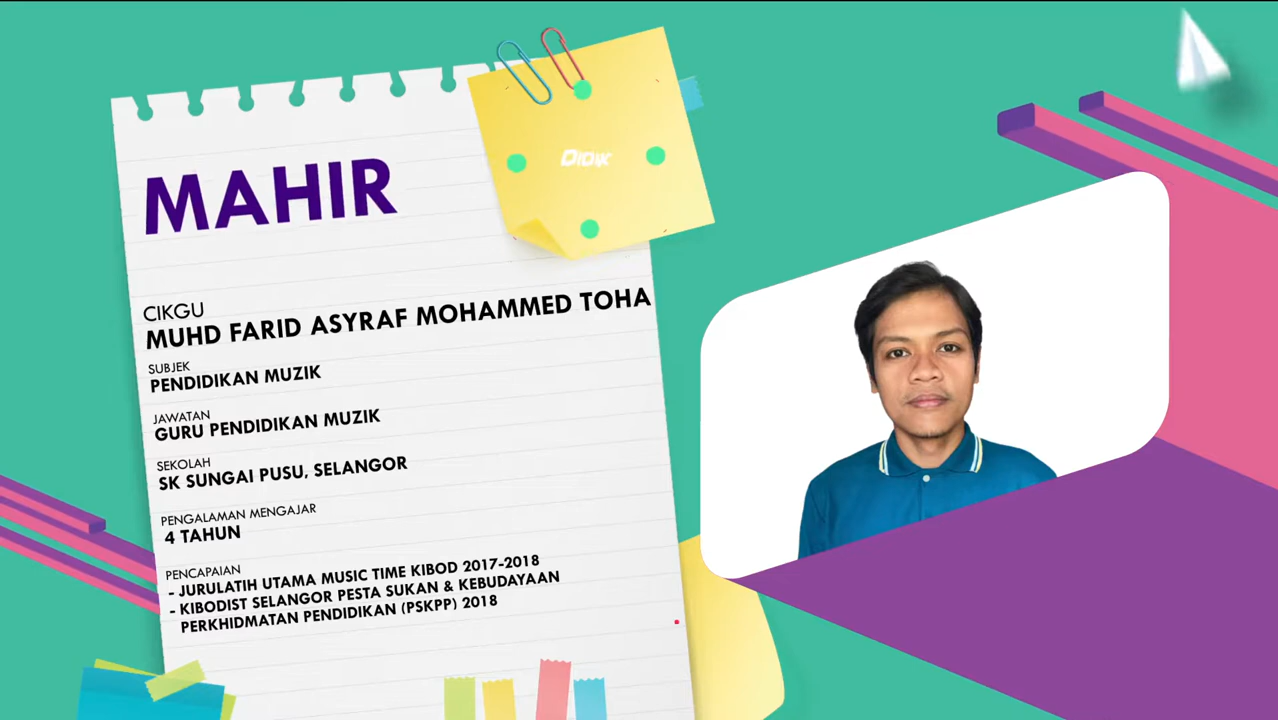 MAHIR
DIDIK
CIKGU
MUHD FARID ASYRAF MOHAMMED TOHA
SUBJEK
PENDIDIKAN MUZIK
JAWATAN
GURU PENDIDIKAN MUZIK
SEKOLAH
SK SUNGAI PUSU, SELANGOR
PENGALAMAN MENGAJAR
4 TAHUN
PENCAPAIAN
- JURULATIH UTAMA MUSIC TIME KIBOD 2017-2018
- KIBODIST SELANGOR PESTA SUKAN & KEBUDAYAAN
PERKHIDMATAN PENDIDIKAN (PSKPP) 2018